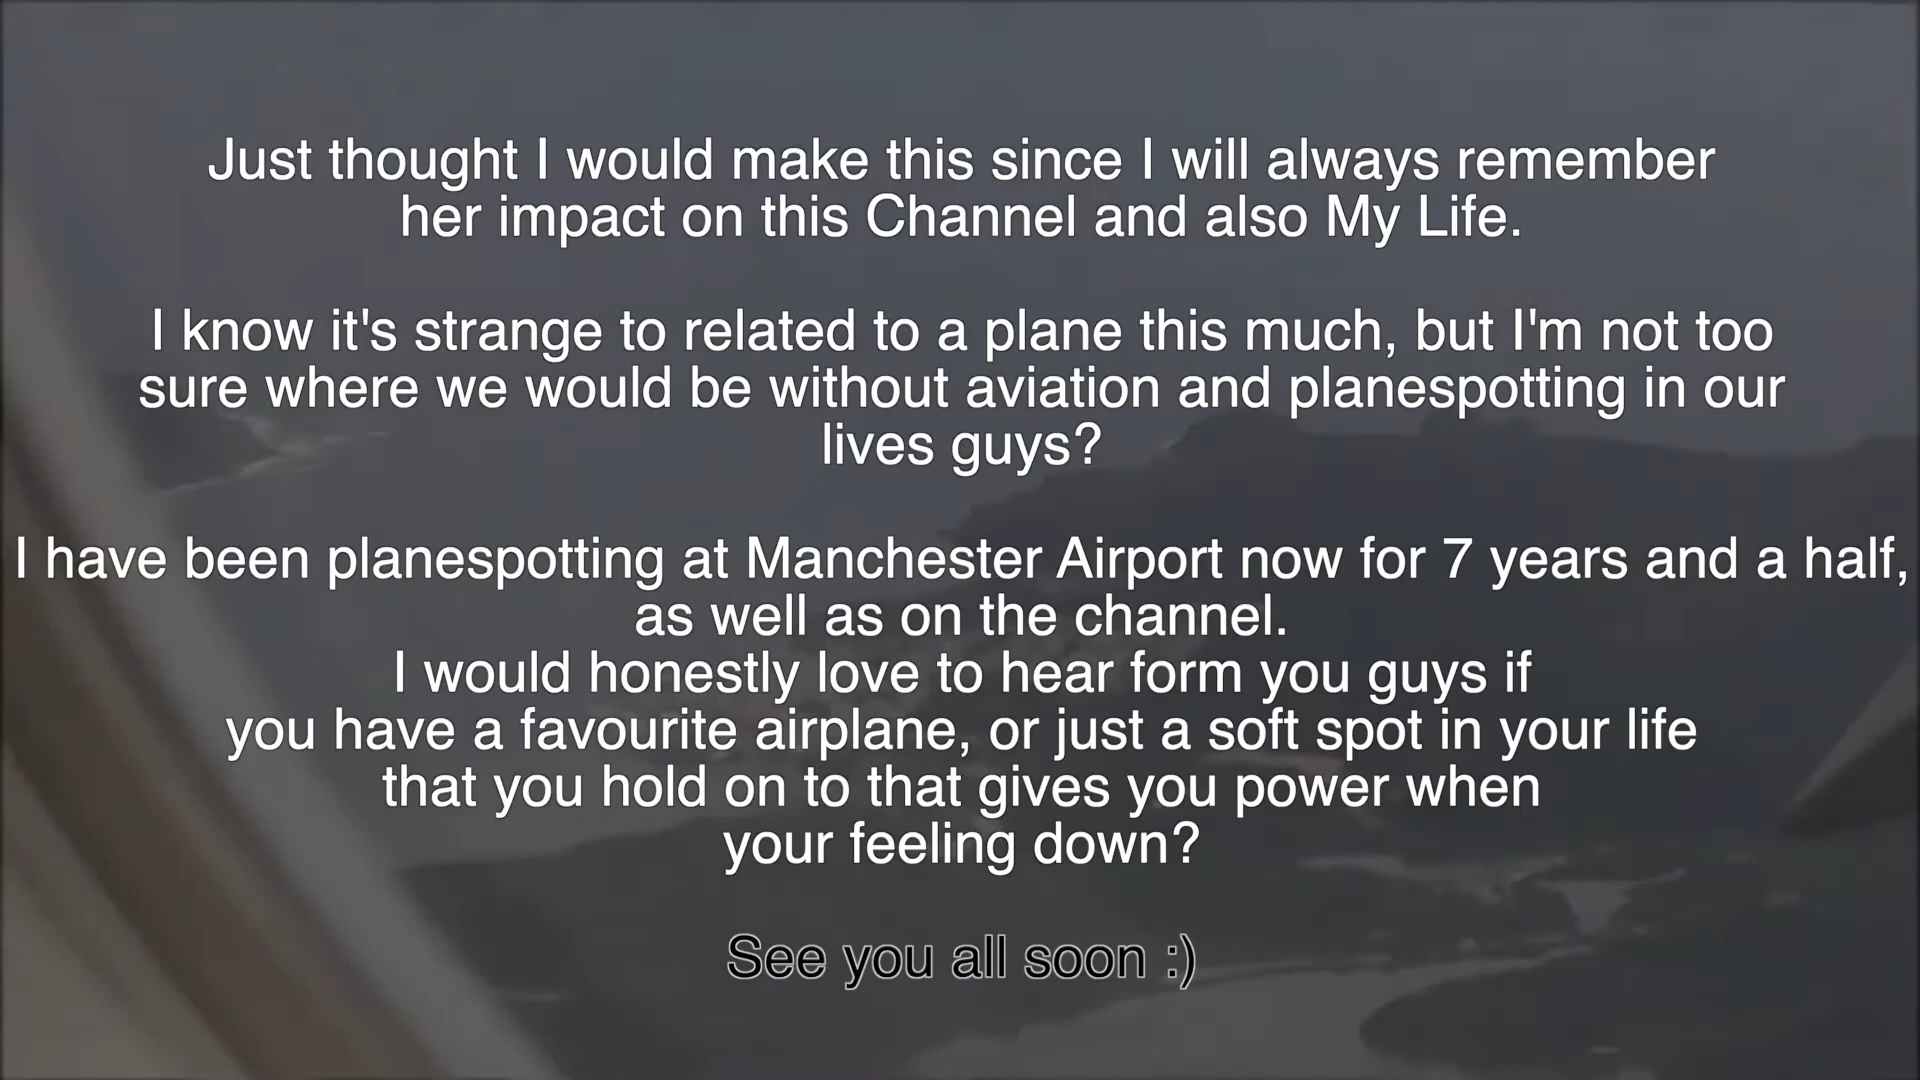 Just thought I would make this since I will always remember
her impact on this Channel and also My Life.
I know it's strange to related to a plane this much, but I'm not too
sure where we would be without aviation and planespotting in our
lives guys?
I have been planespotting at Manchester Airport now for 7 years and a half,
as well as on the channel.
I would honestly love to hear form you guys if
you have a favourite airplane, or just a soft spot in your life
that you hold on to that gives you power when
your feeling down?
See you all soon :)